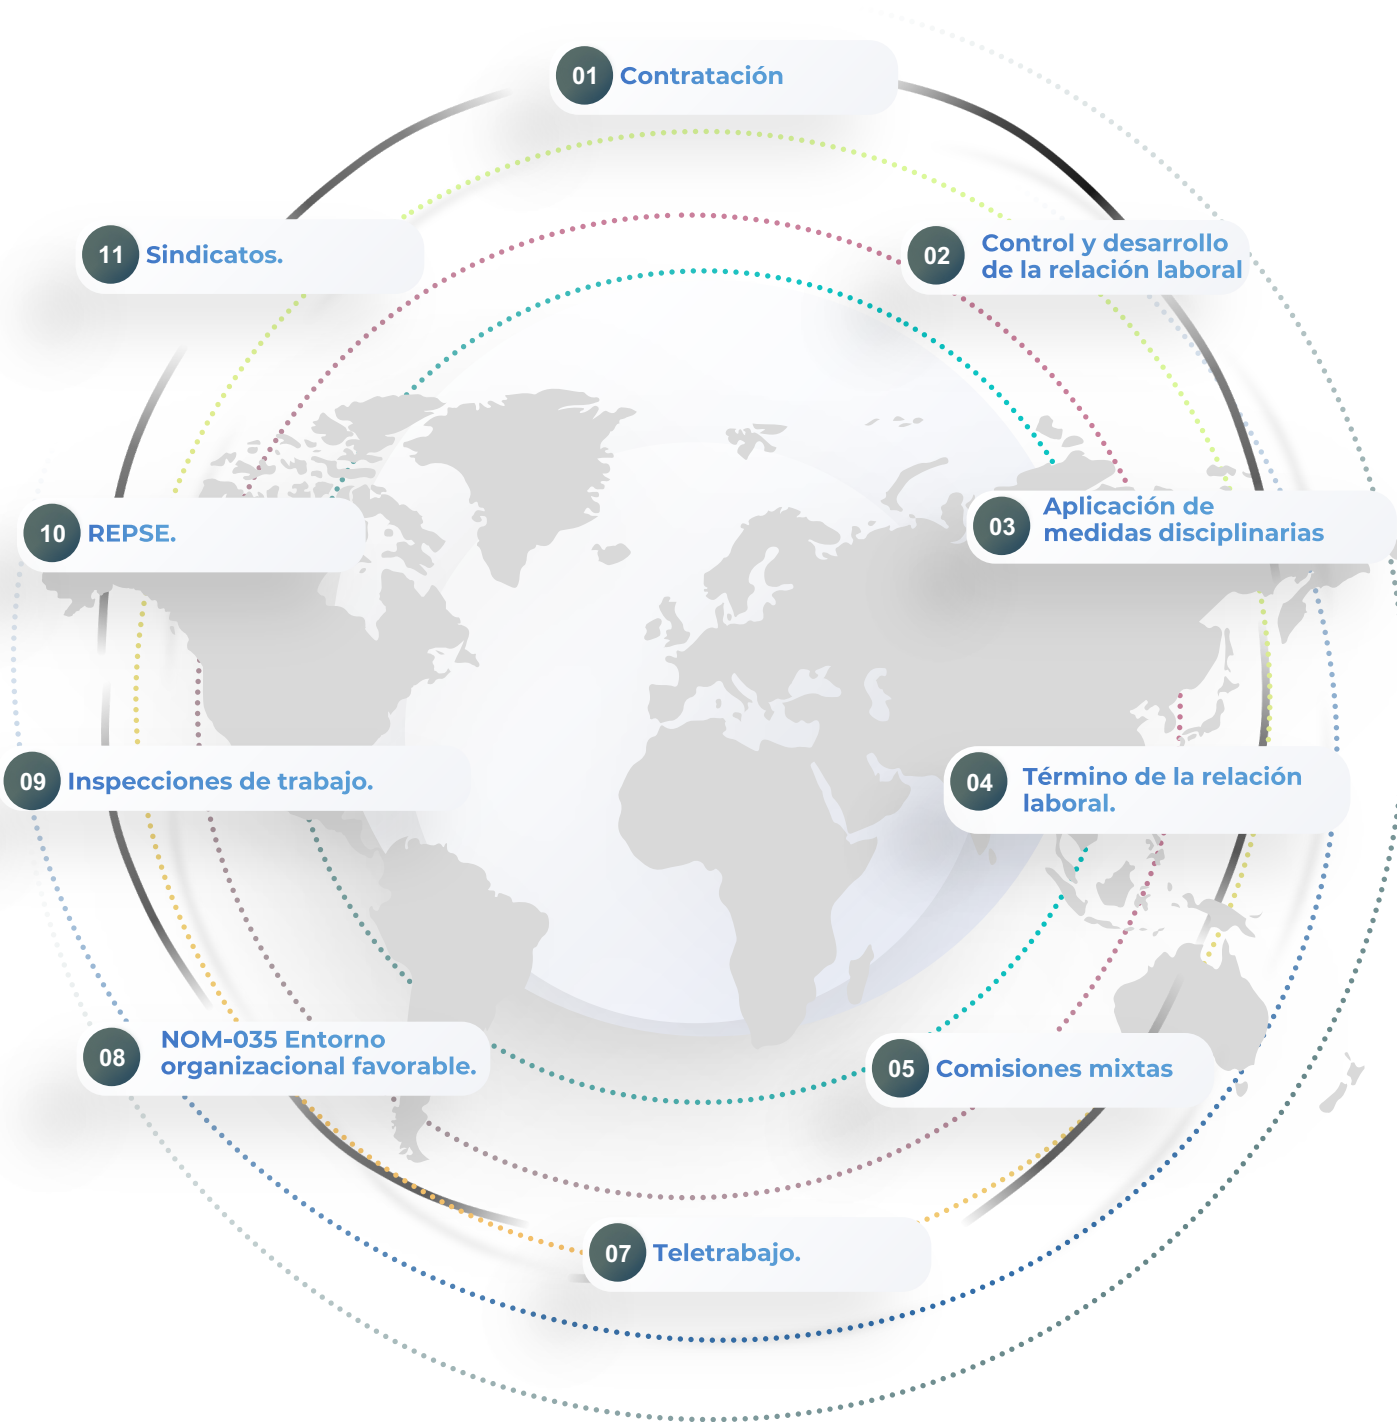 01
Contratación
02
Control y desarrollo
de la relación laboral
03
Aplicación de
medidas disciplinarias
04
Término de la relación
laboral.
05
Comisiones mixtas
07
Teletrabajo.
08
NOM-035 Entorno
organizacional favorable.
09
Inspecciones de trabajo.
10
REPSE.
11
Sindicatos.